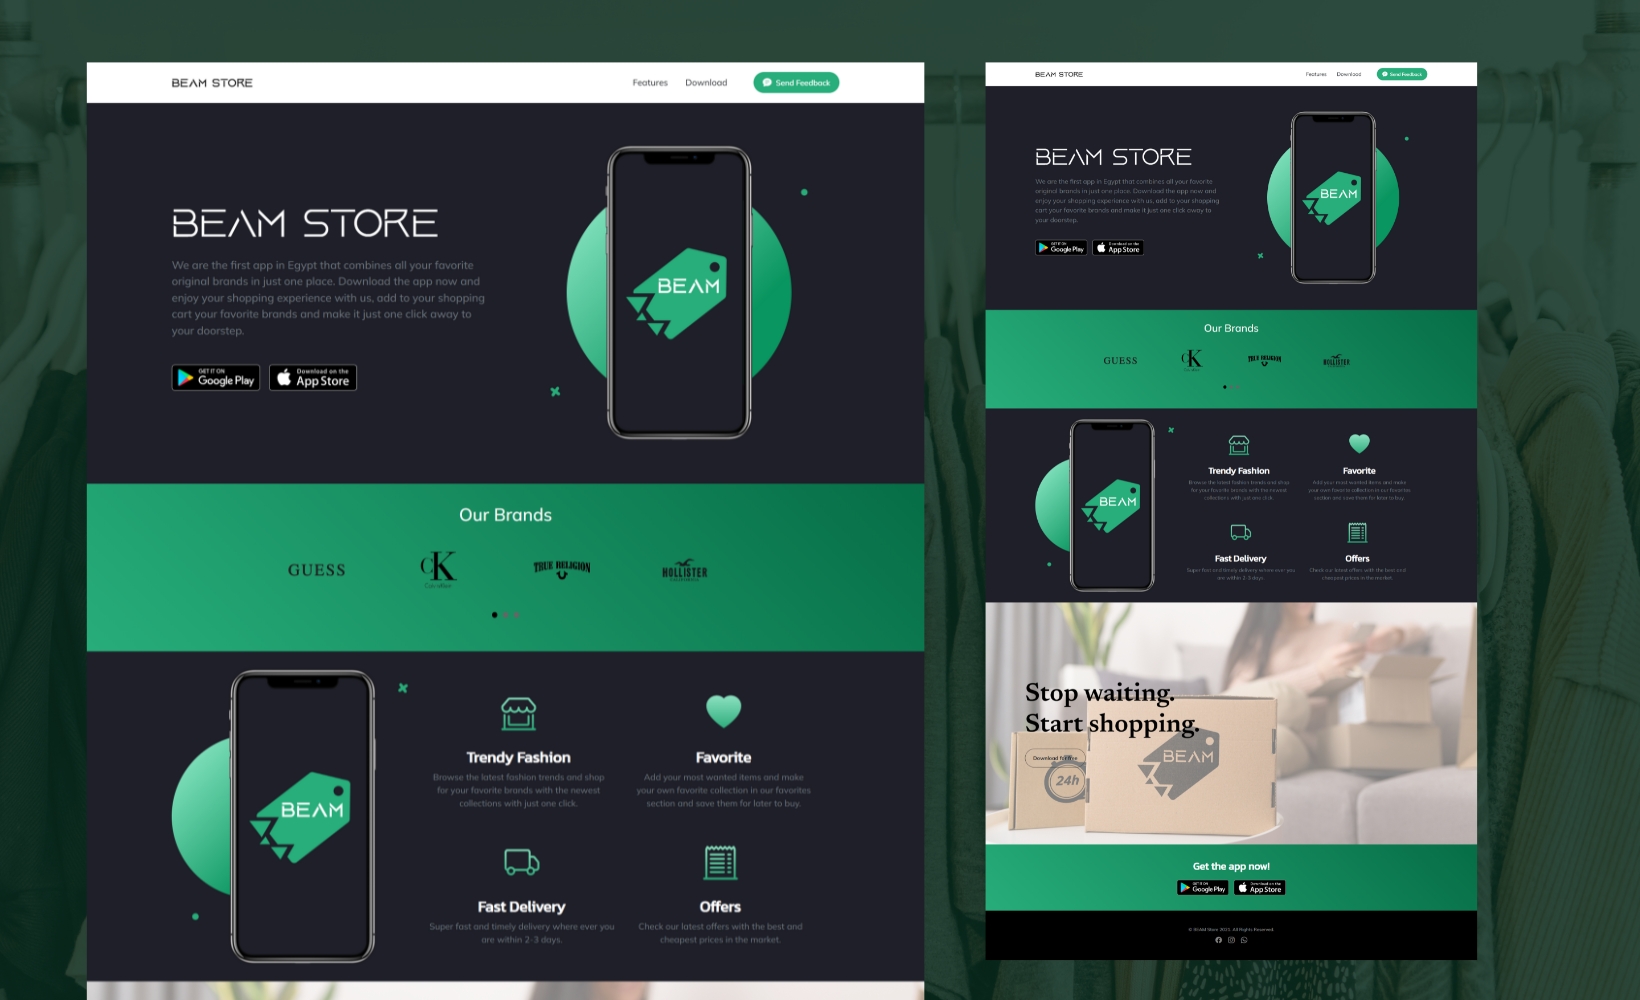 BEAM STORE
Features
Download
Send Feedback
BEAM STORE
We are the first app in Egypt that combines all your favorite
original brands in just one place. Download the app now and
enjoy your shopping experience with us, add to your shopping
cart your favorite brands and make it just one click away to
your doorstep.
GET IT ON
Google Play
Download on the
App Store
BEAM
Our Brands
GUESS
CK
Calvin Klein
TRUE RELIGION
HOLLISTER
CALIFORNIA
BEAM
Trendy Fashion
Browse the latest fashion trends and shop
for your favorite brands with the newest
collections with just one click.
Favorite
Add your most wanted items and make
your own favorite collection in our favorites
section and save them for later to buy.
Fast Delivery
Super fast and timely delivery where ever you
are within 2-3 days.
Offers
Check our latest offers with the best and
cheapest prices in the market.
BEAM STORE
Features
Download
Send Feedback
BEAM STORE
We are the first app in Egypt that combines all your favorite
original brands in just one place. Download the app now and
enjoy your shopping experience with us, add to your shopping
cart your favorite brands and make it just one click away to
your doorstep.
GET IT ON
Google Play
Download on the
App Store
BEAM
Our Brands
GUESS
CK
TRUE RELIGION
HOLLISTER
BEAM
Trendy Fashion
Browse the latest fashion trends and shop
for your favorite brands with the newest
collections with just one click.
Favorite
Add your most wanted items and make
your own favorite collection in our favorites
section and save them for later to buy.
Fast Delivery
Super fast and timely delivery where ever you
are within 2-3 days.
Offers
Check our latest offers with the best and
cheapest prices in the market.
Stop waiting.
Start shopping.
Download for free
24h
BEAM
Get the app now!
GET IT ON
Google Play
Download on the
App Store
All Rights Reserved